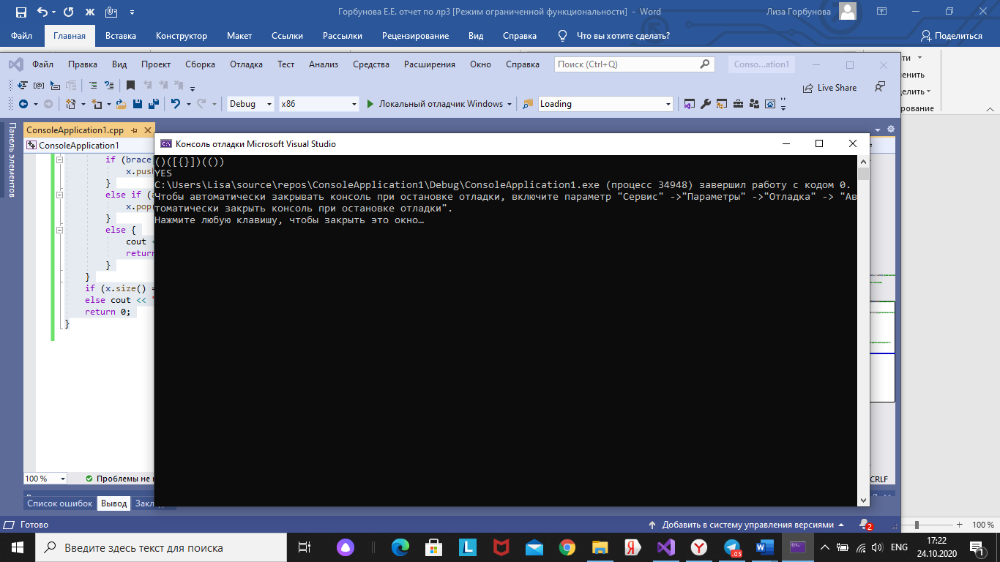 Горбунова Е.Е. отчет по лр3 [Режим ограниченной функциональности] - Word
Лиза Горбунова
Файл Главная Вставка Конструктор Макет Ссылки Рассылки Рецензирование Вид Справка Что вы хотите сделать? Поделиться
Файл Правка Вид Проект Сборка Отладка Тест Анализ Средства Расширения Окно Справка Поиск (Ctrl+Q) Conso...ation1
Live Share
Debug x86 Локальный отладчик Windows Loading
Панель элементов
ConsoleApplication1.cpp
ConsoleApplication1
Консоль отладки Microsoft Visual Studio
()([{}])(())
YES
C:\Users\Lisa\source\repos\ConsoleApplication1\Debug\ConsoleApplication1.exe (процесс 34948) завершил работу с кодом 0.
Чтобы автоматически закрывать консоль при остановке отладки, включите параметр "Сервис" ->"Параметры" ->"Отладка" -> "Ав
томатически закрыть консоль при остановке отладки".
Нажмите любую клавишу, чтобы закрыть это окно…
if (brace
x.pus
}
else if (
x.pop
}
else {
cout <
return
}
}
if (x.size() =
else cout << "
return 0;
}
100 % Проблемы не CRLF
Список ошибок Вывод Закла
Готово Добавить в систему управления версиями 2
100 %
Введите здесь текст для поиска
ENG
17:22
24.10.2020